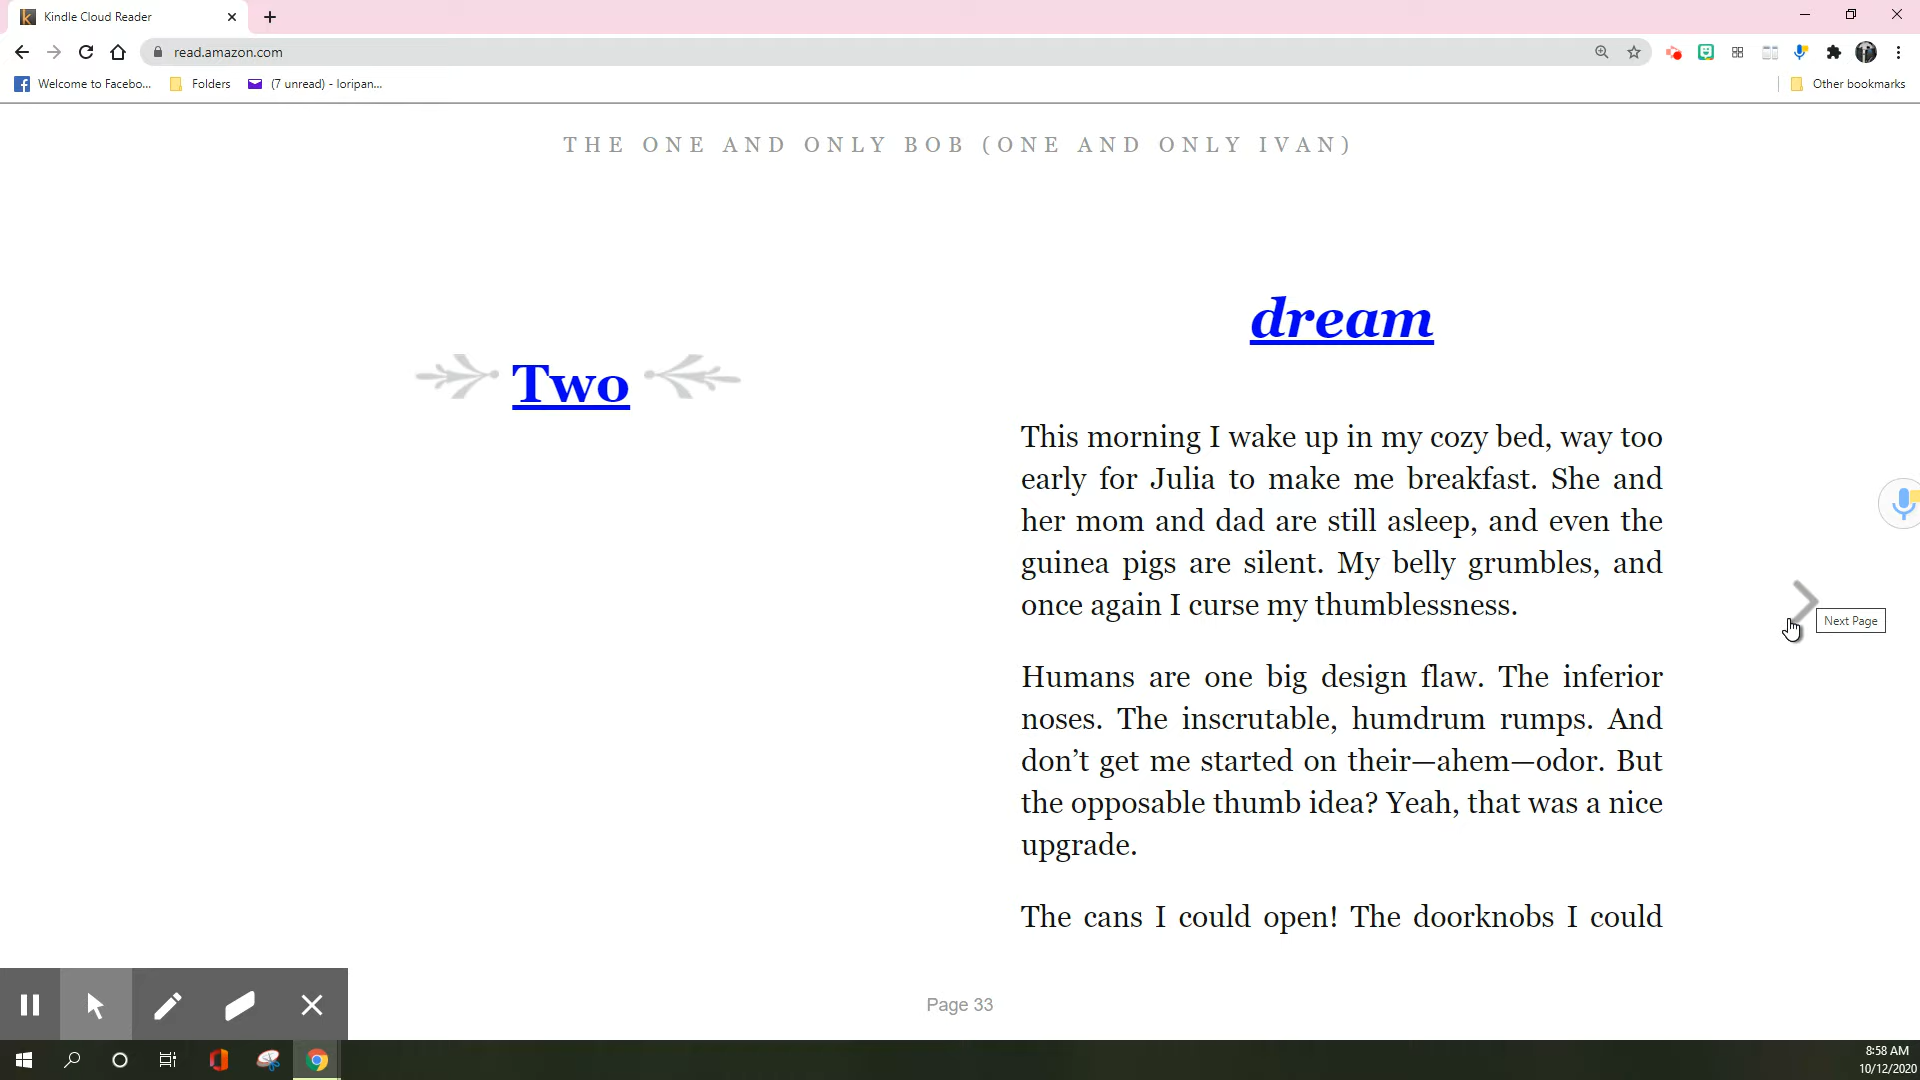 Kindle Cloud Reader
read.amazon.com
Welcome to Facebo...
Folders
(7 unread) - loripan...
Other bookmarks
THE ONE AND ONLY BOB (ONE AND ONLY IVAN)
Two
dream
This morning I wake up in my cozy bed, way too
early for Julia to make me breakfast. She and
her mom and dad are still asleep, and even the
guinea pigs are silent. My belly grumbles, and
once again I curse my thumblessness.
Humans are one big design flaw. The inferior
noses. The inscrutable, humdrum rumps. And
don’t get me started on their—ahem—odor. But
the opposable thumb idea? Yeah, that was a nice
upgrade.
The cans I could open! The doorknobs I could
Next Page
Page 33
8:58 AM
10/12/2020